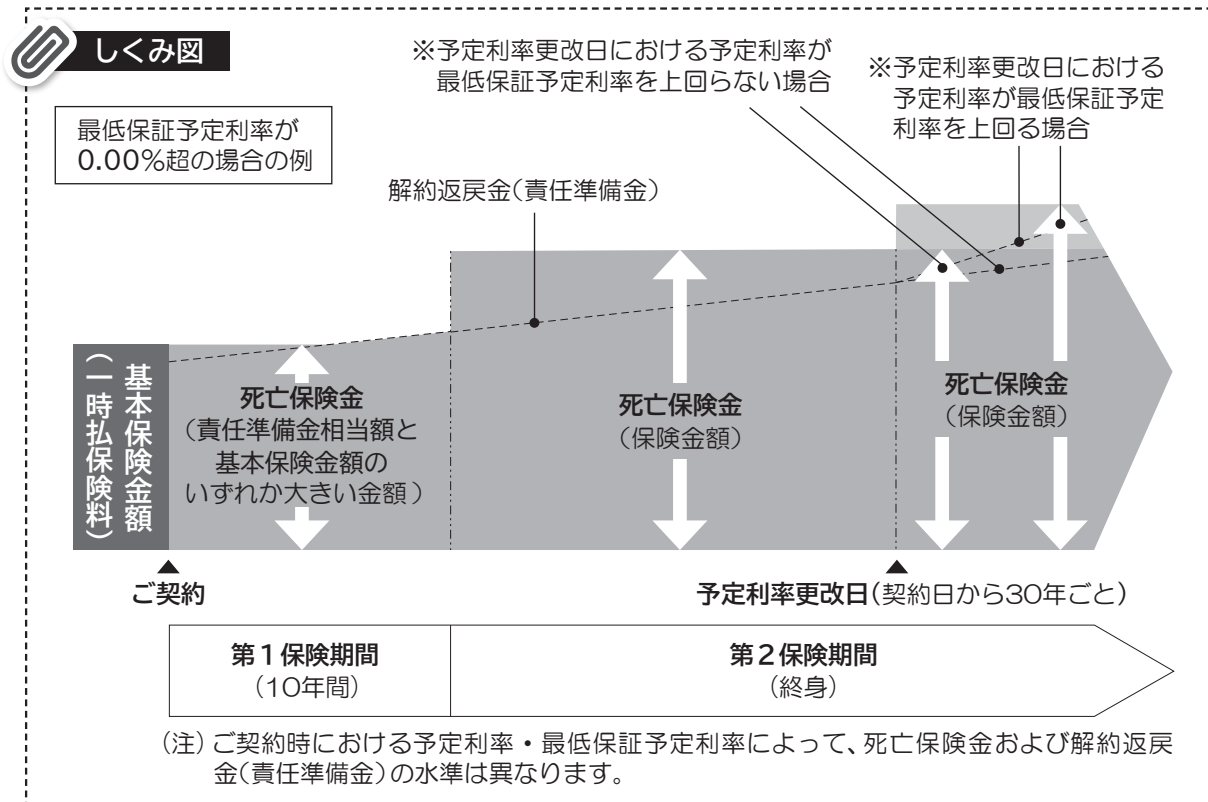 しくみ図
※予定利率更改日における予定利率が
最低保証予定利率を上回らない場合
※予定利率更改日における
予定利率が最低保証予定
利率を上回る場合
最低保証予定利率が
0.00%超の場合の例
解約返戻金(責任準備金)
基本保険金額
(一時払保険料)
死亡保険金
(責任準備金相当額と
基本保険金額の
いずれか大きい金額)
死亡保険金
(保険金額)
死亡保険金
(保険金額)
ご契約
予定利率更改日(契約日から30年ごと)
第1保険期間
(10年間)
第2保険期間
(終身)
(注)ご契約時における予定利率・最低保証予定利率によって、死亡保険金および解約返戻
金(責任準備金)の水準は異なります。